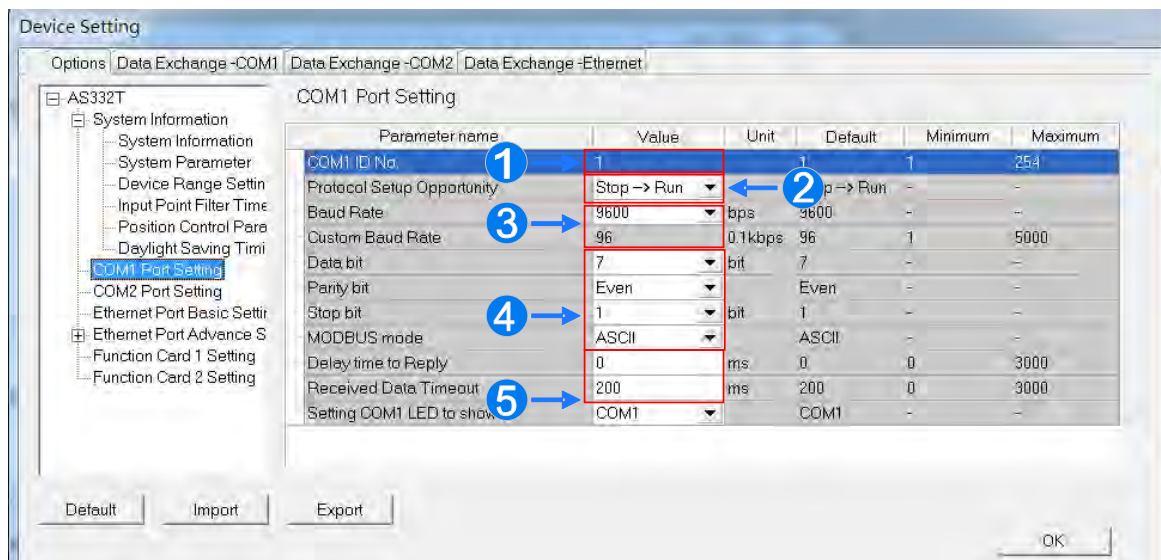 Device Setting
Options Data Exchange -COM1 Data Exchange -COM2 Data Exchange -Ethernet
AS332T
System Information
System Information
System Parameter
Device Range Settin
Input Point Filter Time
Position Control Para
Daylight Saving Timi
COM1 Port Setting
COM2 Port Setting
Ethernet Port Basic Settin
Ethernet Port Advance S
Function Card 1 Setting
Function Card 2 Setting
COM1 Port Setting
Parameter name Value Unit Default Minimum Maximum
COM1 ID No. 1 1 1 1 254
Protocol Setup Opportunity Stop -> Run 2 p -> Run - -
Baud Rate 9600 bps 9600 - -
3
Custom Baud Rate 96 0.1kbps 96 1 5000
Data bit 7 bit 7 - -
Parity bit Even Even - -
Stop bit 4 1 bit 1 - -
MODBUS mode ASCII ASCII - -
Delay time to Reply 0 ms 0 0 3000
Received Data Timeout 200 ms 200 0 3000
5
Setting COM1 LED to show COM1 COM1 - -
Default Import Export
OK